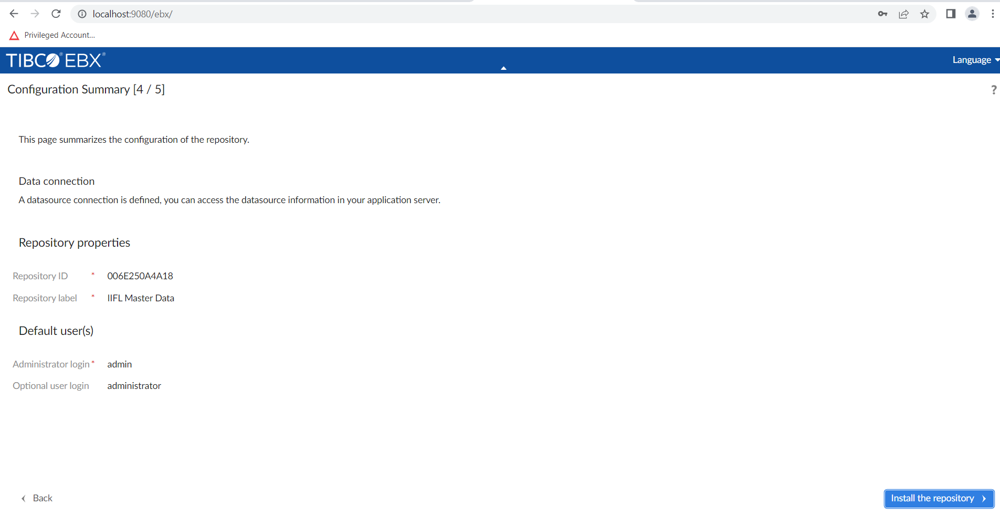 localhost:9080/ebx/
Privileged Account...
TIBCO® EBX®
Language
Configuration Summary [4 / 5]
?
This page summarizes the configuration of the repository.
Data connection
A datasource connection is defined, you can access the datasource information in your application server.
Repository properties
Repository ID * 006E250A4A18
Repository label * IIFL Master Data
Default user(s)
Administrator login * admin
Optional user login administrator
Back
Install the repository